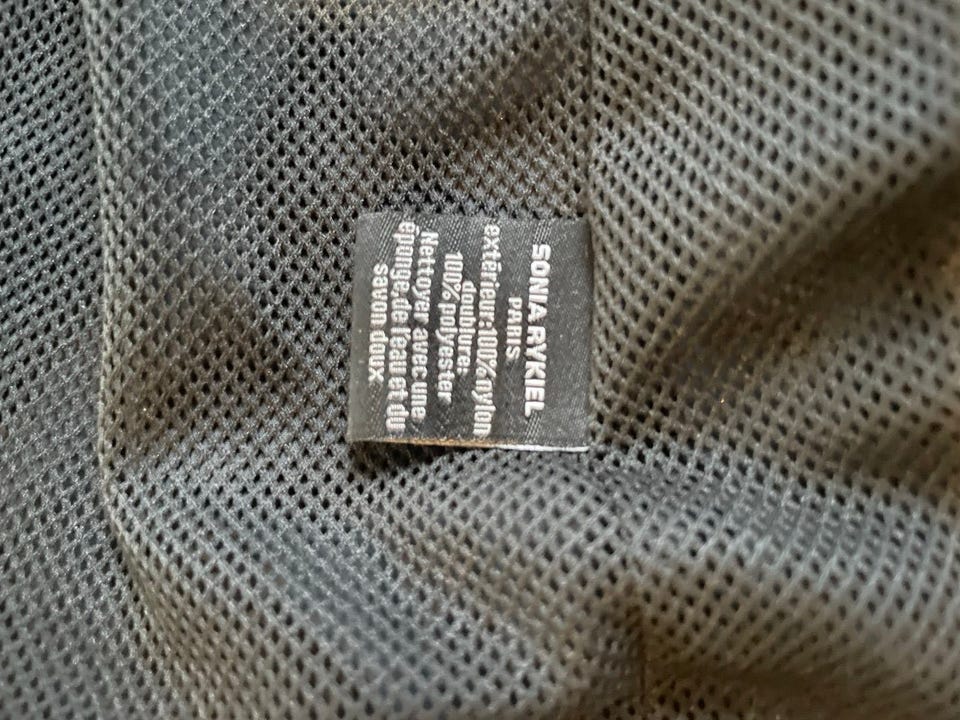 SONIA RYKIEL
PARIS
extérieur:100% nylon
doublure:
100% polyester
Nettoyer avec une
éponge,de l'eau et du
savon doux